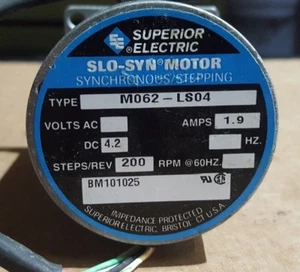 SUPERIOR
ELECTRIC
SLO-SYN MOTOR
SYNCHRONOUS/STEPPING
TYPE M062-LS04
VOLTS AC AMPS 1.9
DC 4.2 HZ.
STEPS/REV 200 RPM @60HZ.
BM101025
IMPEDANCE PROTECTED
SUPERIOR ELECTRIC, BRISTOL, CT. U.S.A.